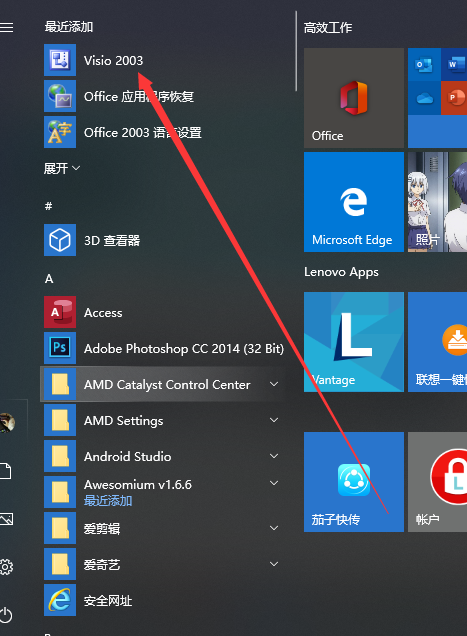 最近添加
Visio 2003
Office 应用程序恢复
Office 2003 语言设置
展开
#
3D 查看器
A
Access
Adobe Photoshop CC 2014 (32 Bit)
AMD Catalyst Control Center
AMD Settings
Android Studio
Awesomium v1.6.6
最近添加
爱剪辑
爱奇艺
安全网址
高效工作
Office
Microsoft Edge
照片
Lenovo Apps
Vantage
联想一键恢
茄子快传
帐户